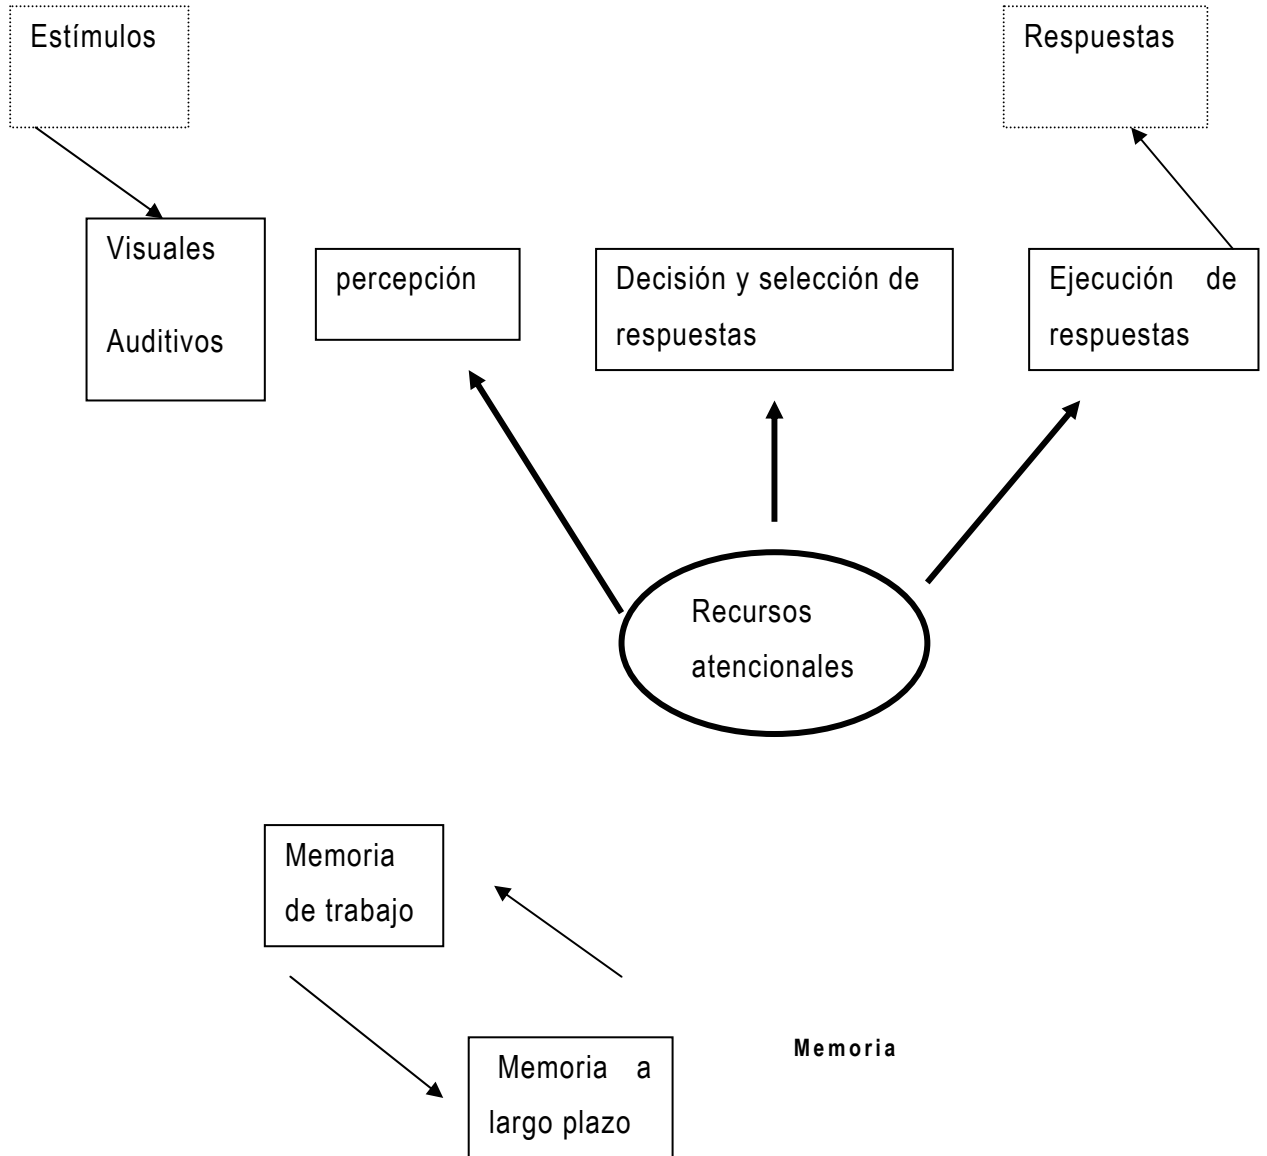 Estímulos
Respuestas
Visuales
Auditivos
percepción
Decisión y selección de
respuestas
Ejecución de
respuestas
Recursos
atencionales
Memoria
de trabajo
Memoria
Memoria a
largo plazo